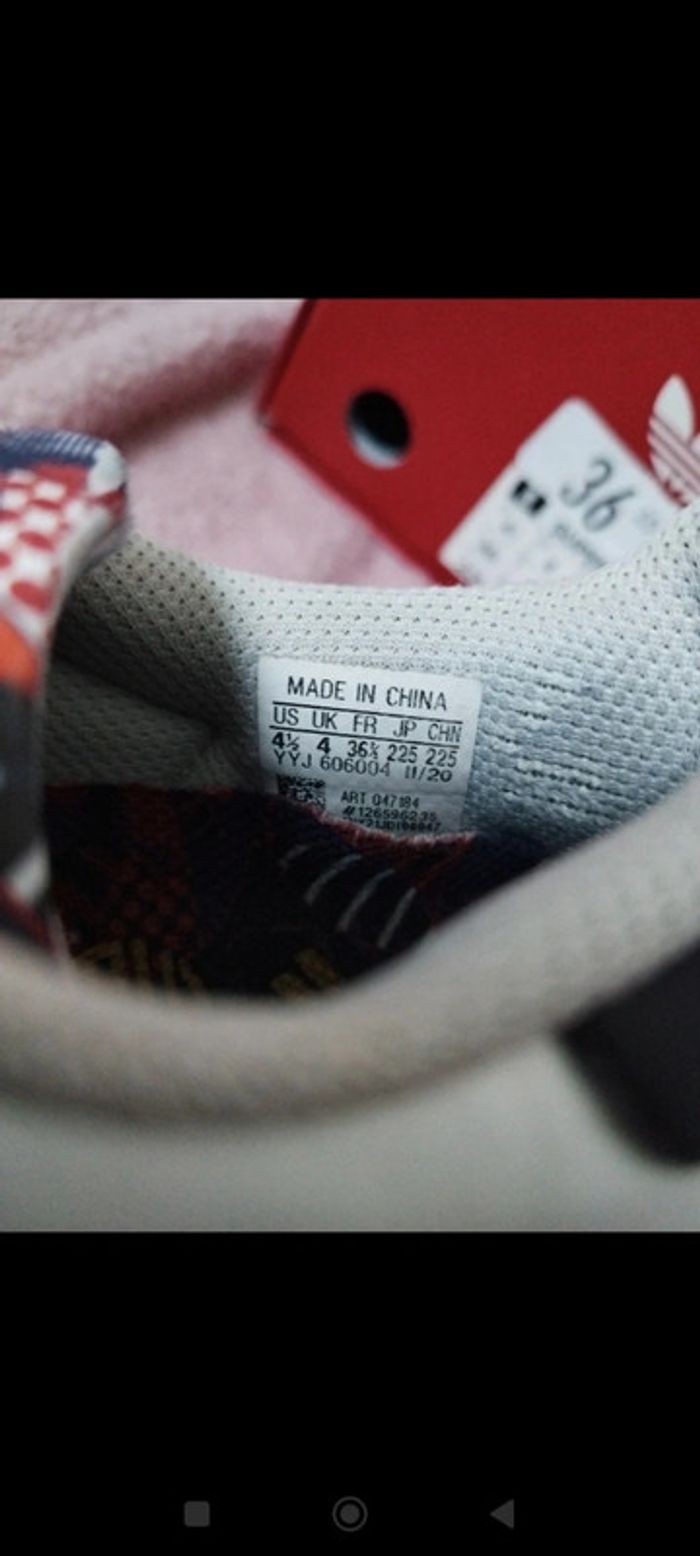 36
MADE IN CHINA
US UK FR JP CHN
4½ 4 36⅔ 225 225
YYJ 606004 11/20
ART 047184
#126596235